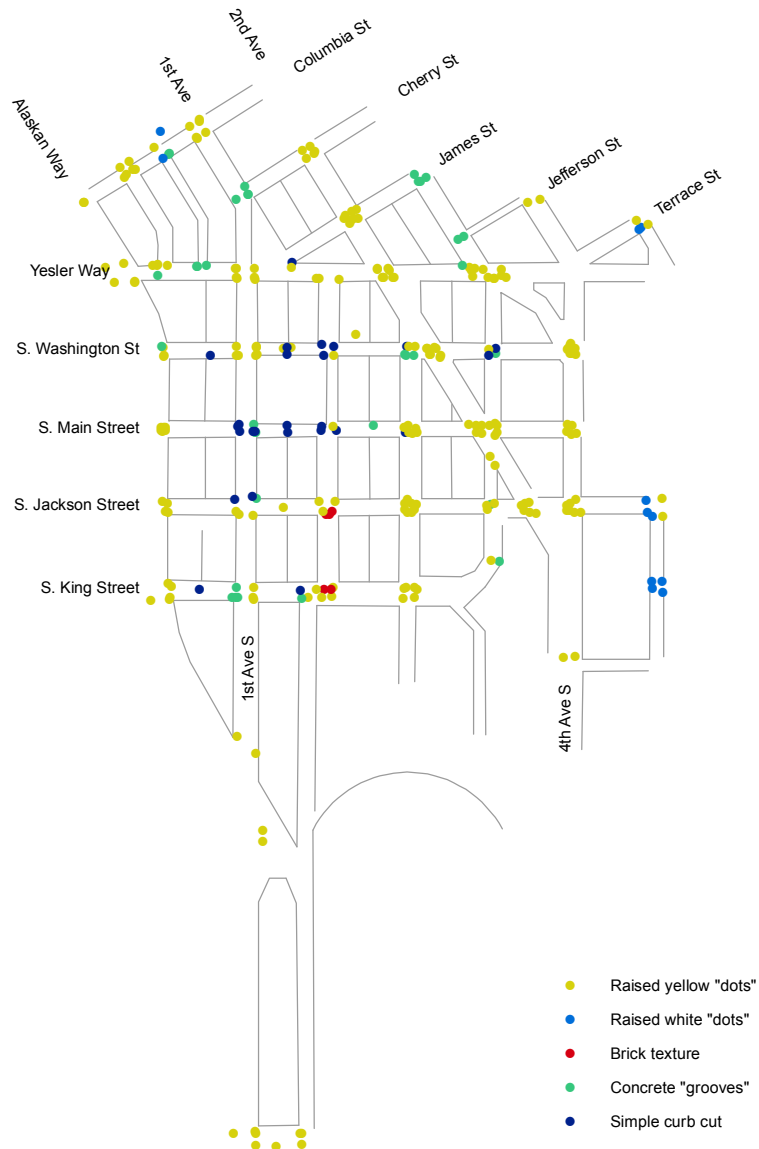 2nd Ave
Columbia St
1st Ave
Cherry St
Alaskan Way
James St
Jefferson St
Terrace St
Yesler Way
S. Washington St
S. Main Street
S. Jackson Street
S. King Street
1st Ave S
4th Ave S
Raised yellow "dots"
Raised white "dots"
Brick texture
Concrete "grooves"
Simple curb cut